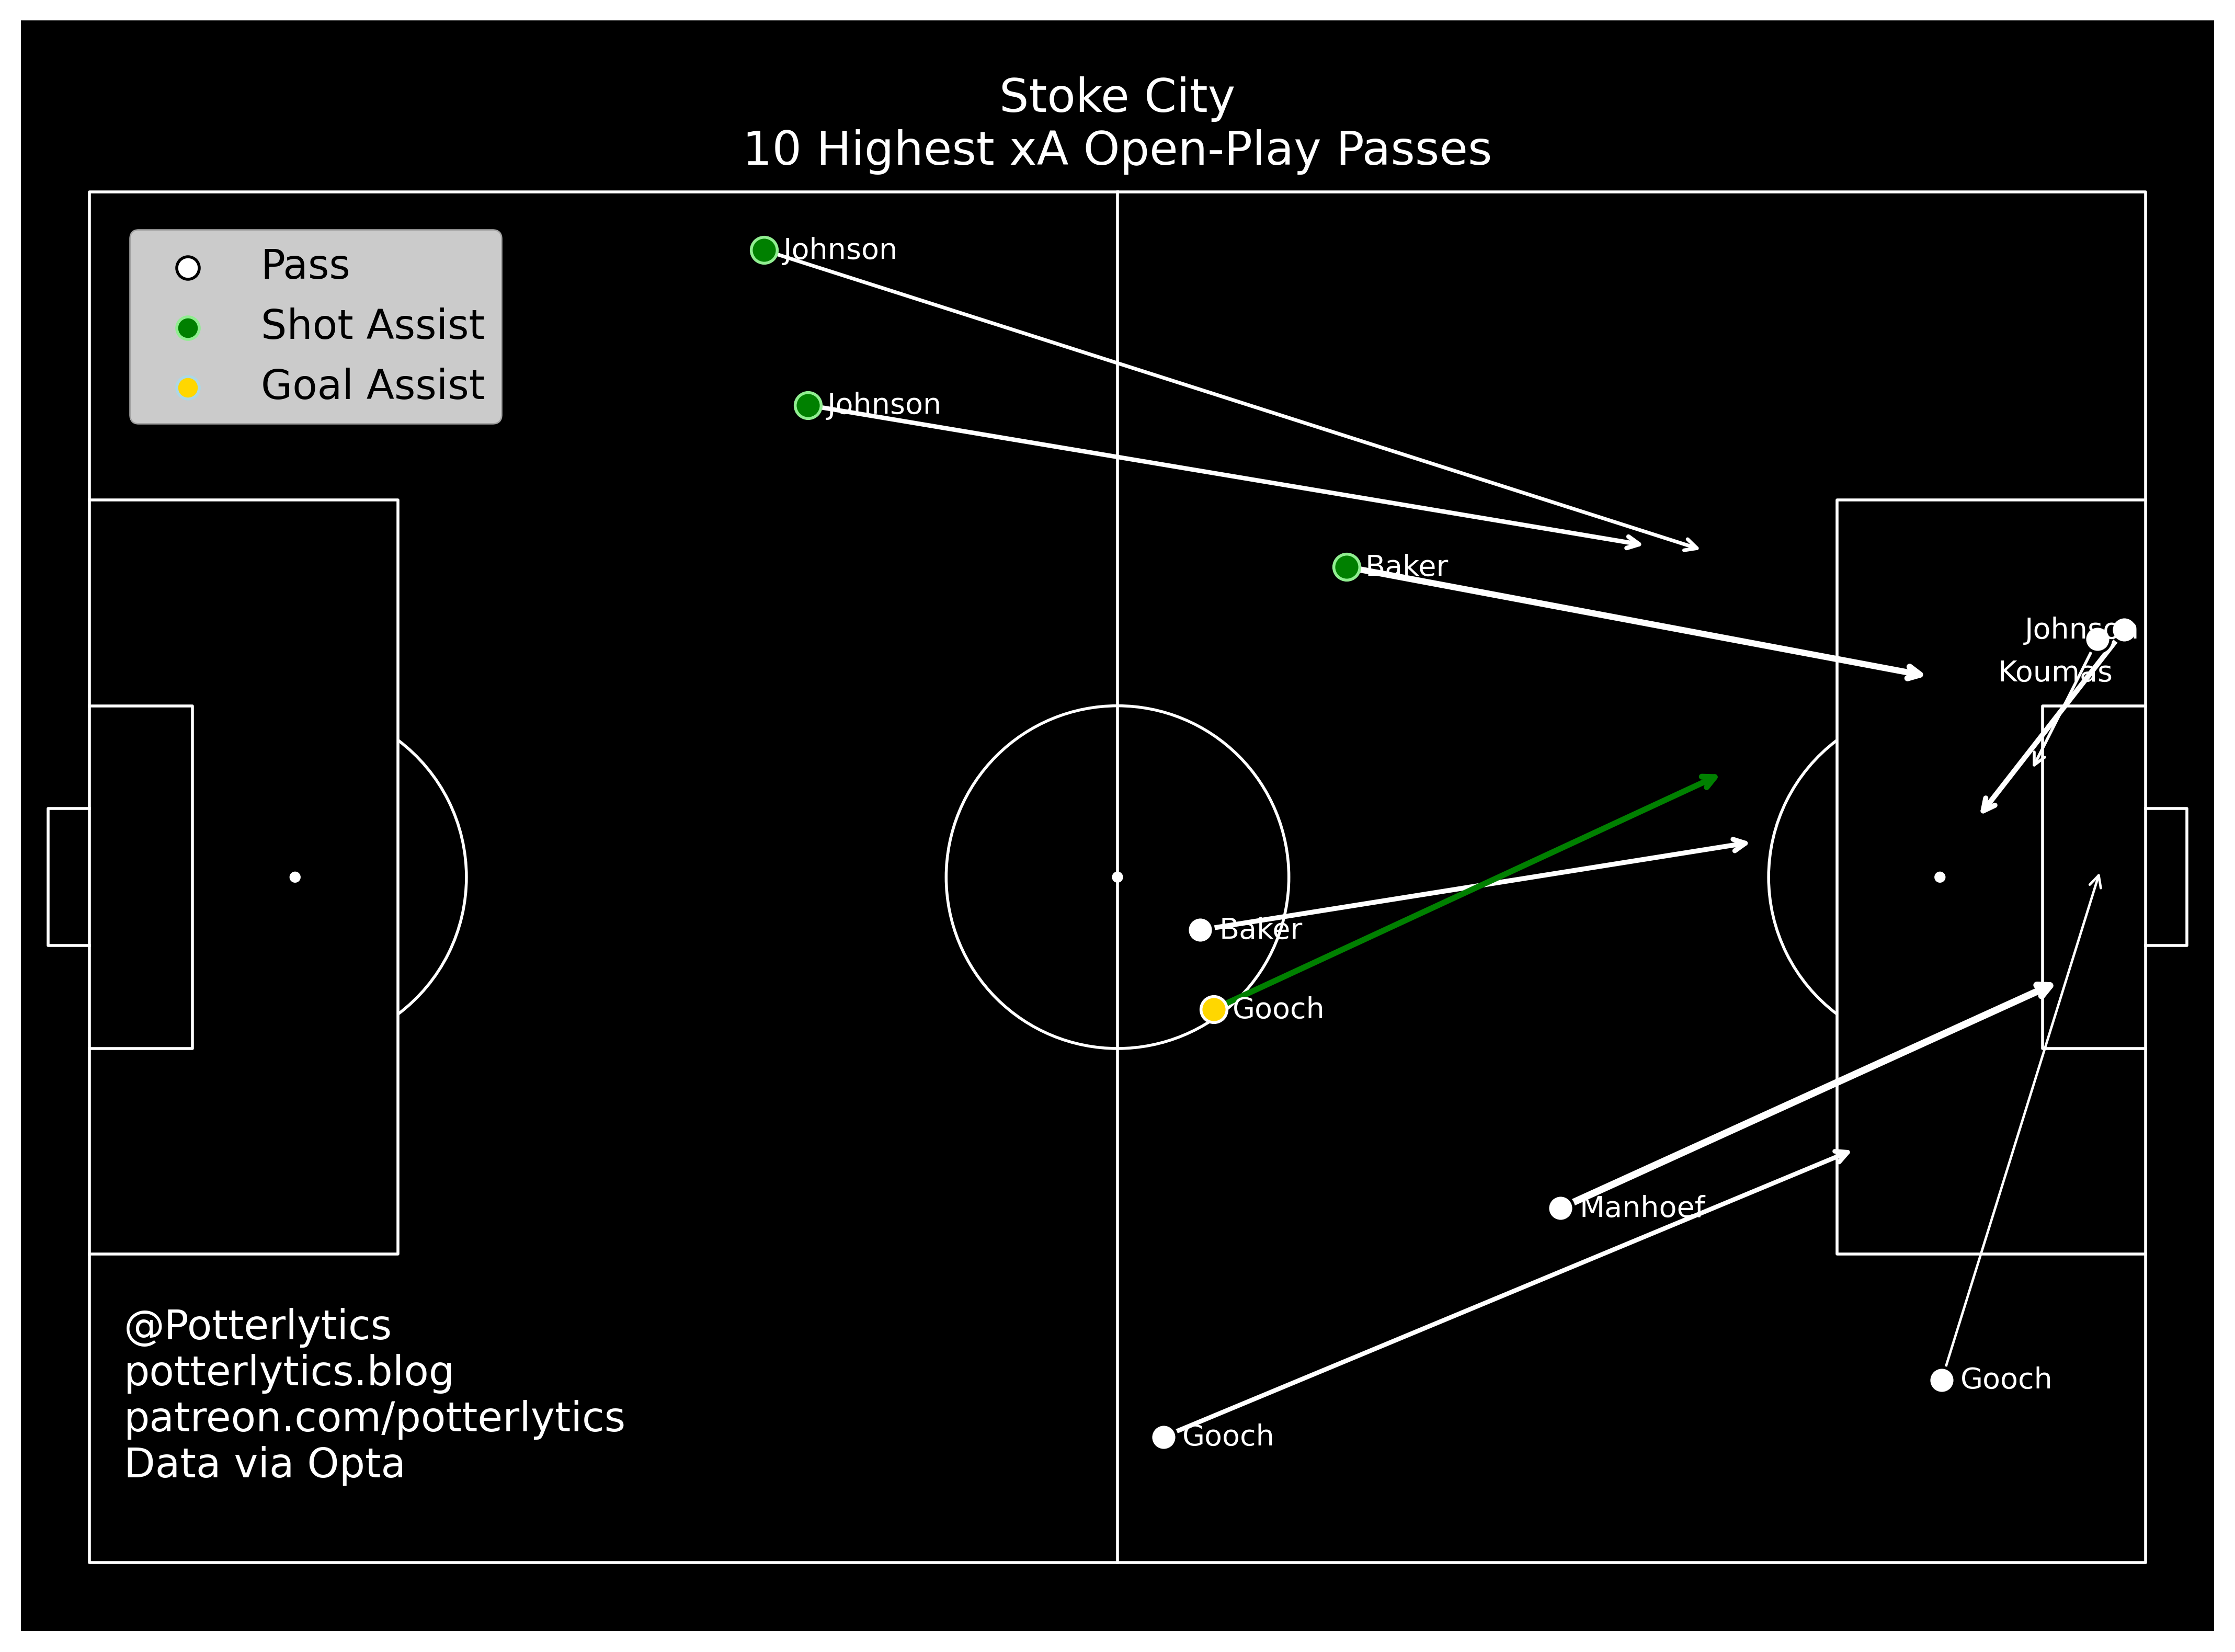 Stoke City
10 Highest xA Open-Play Passes
Pass
Shot Assist
Goal Assist
Johnson
Johnson
Baker
Johnson
Koumas
Baker
Gooch
Manhoef
Gooch
Gooch
@Potterlytics
potterlytics.blog
patreon.com/potterlytics
Data via Opta